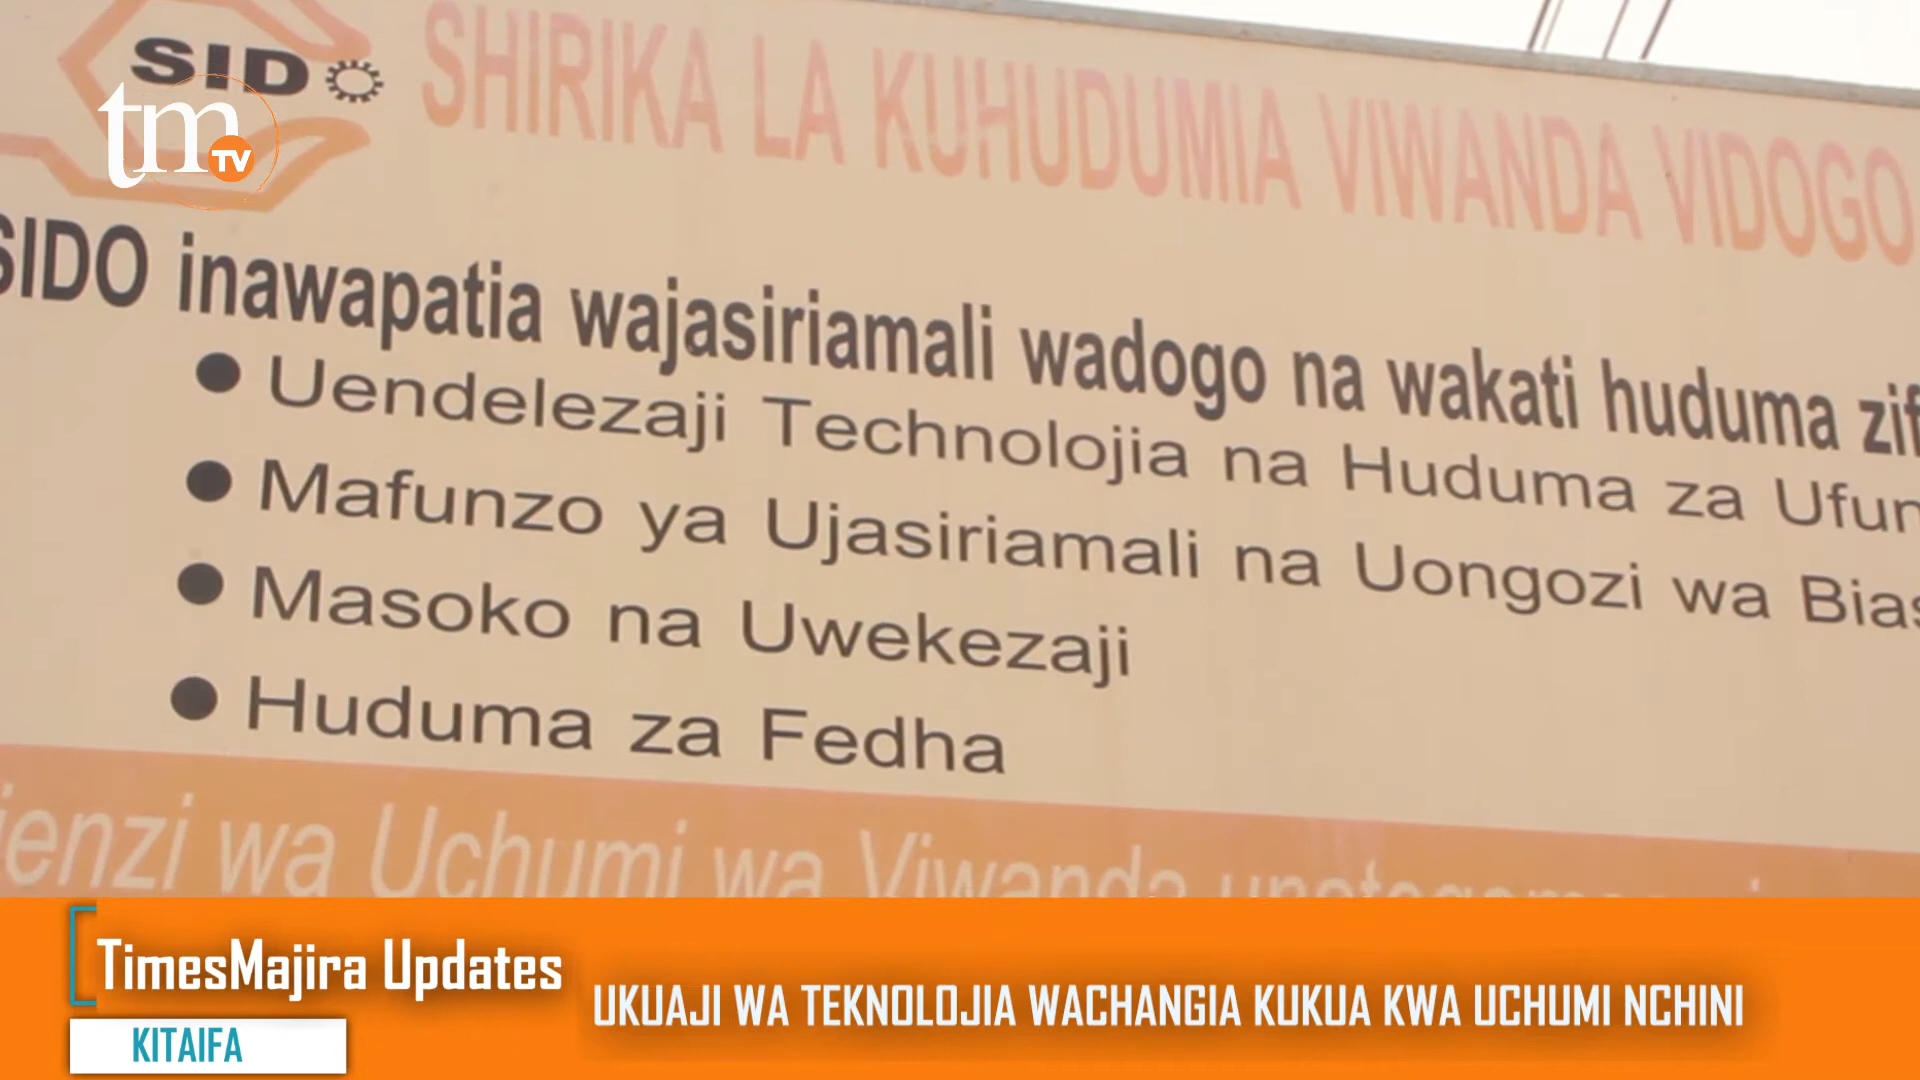 SIDO
SHIRIKA LA KUHUDUMIA VIWANDA VIDOGO
tm TV
SIDO inawapatia wajasiriamali wadogo na wakati huduma
Uendelezaji Technolojia na Huduma za
Mafunzo ya Ujasiriamali na Uongozi wa
Masoko na Uwekezaji
Huduma za Fedha
wa Uchumi wa Viwanda
TimesMajira Updates
UKUAJI WA TEKNOLOJIA WACHANGIA KUKUA KWA UCHUMI NCHINI
KITAIFA